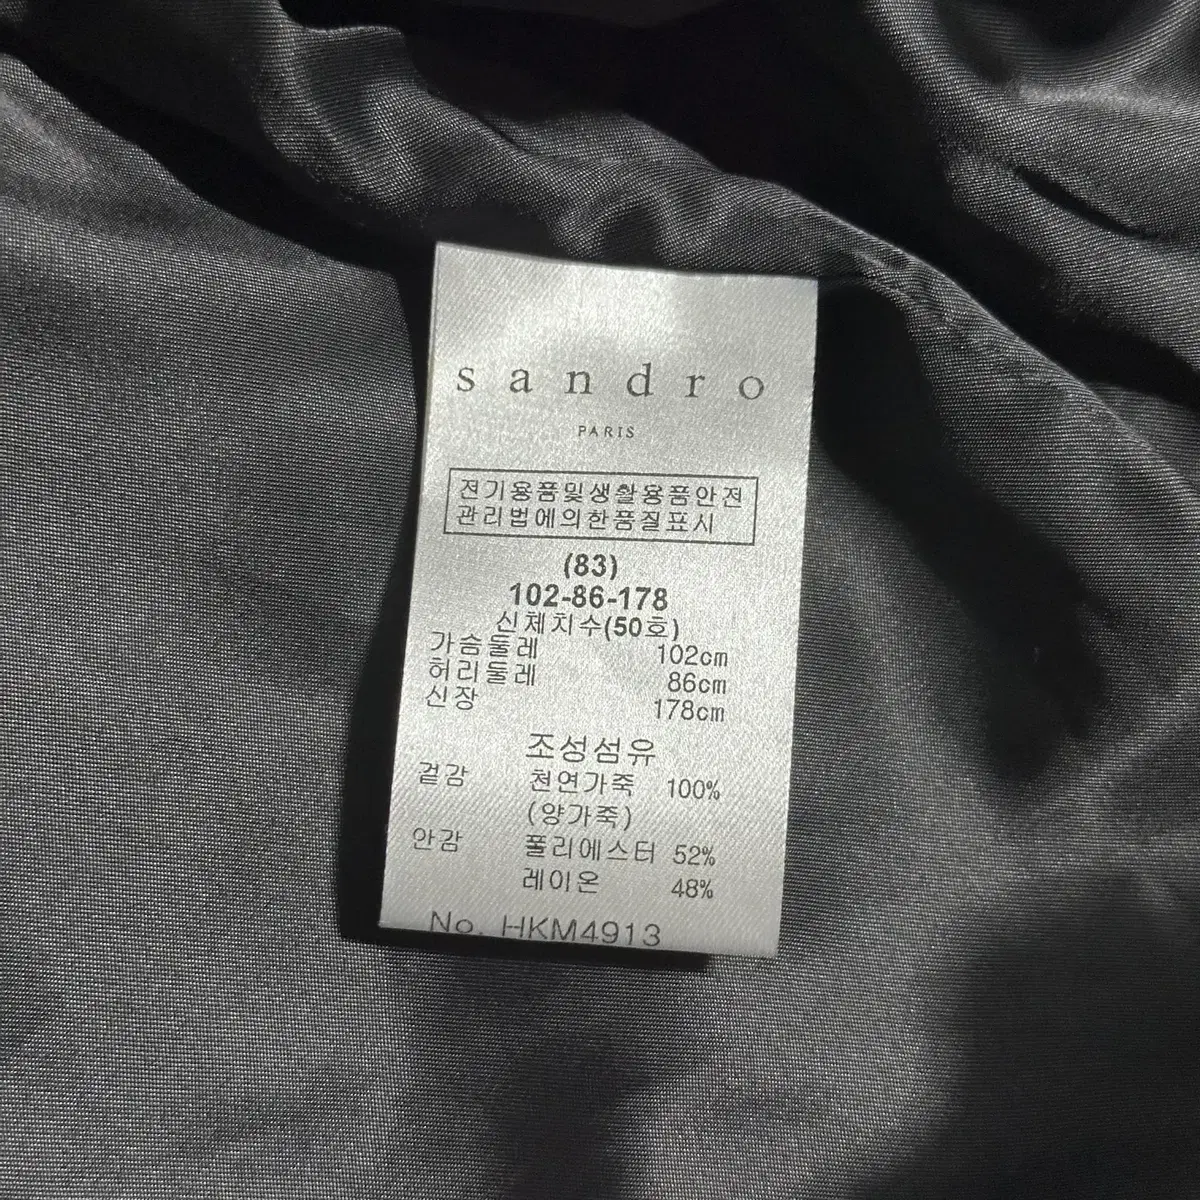 sandro
PARIS
전기용품및생활용품안전
관리법에의한품질표시
(83)
102-86-178
신체치수(50호)
가슴둘레 102cm
허리둘레 86cm
신장 178cm
조성섬유
겉감 천연가죽 100%
(양가죽)
안감 폴리에스터 52%
레이온 48%
No. HKM4913